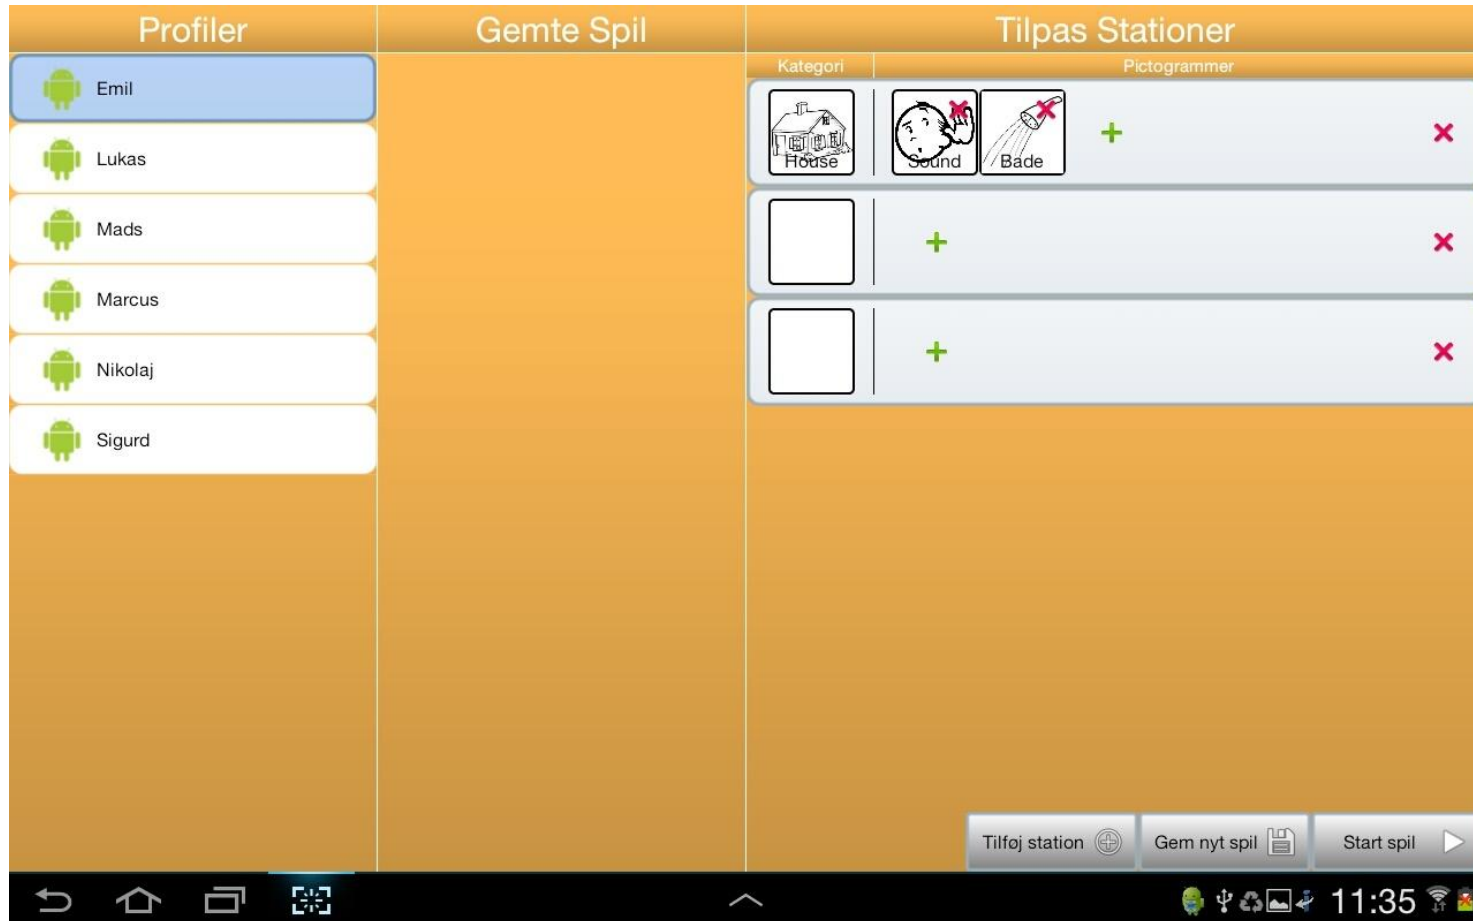 Profiler
Gemte Spil
Tilpas Stationer
Kategori
Pictogrammer
Emil
Lukas
Mads
Marcus
Nikolaj
Sigurd
House
Sound
Bade
Tilføj station
Gem nyt spil
Start spil
11:35